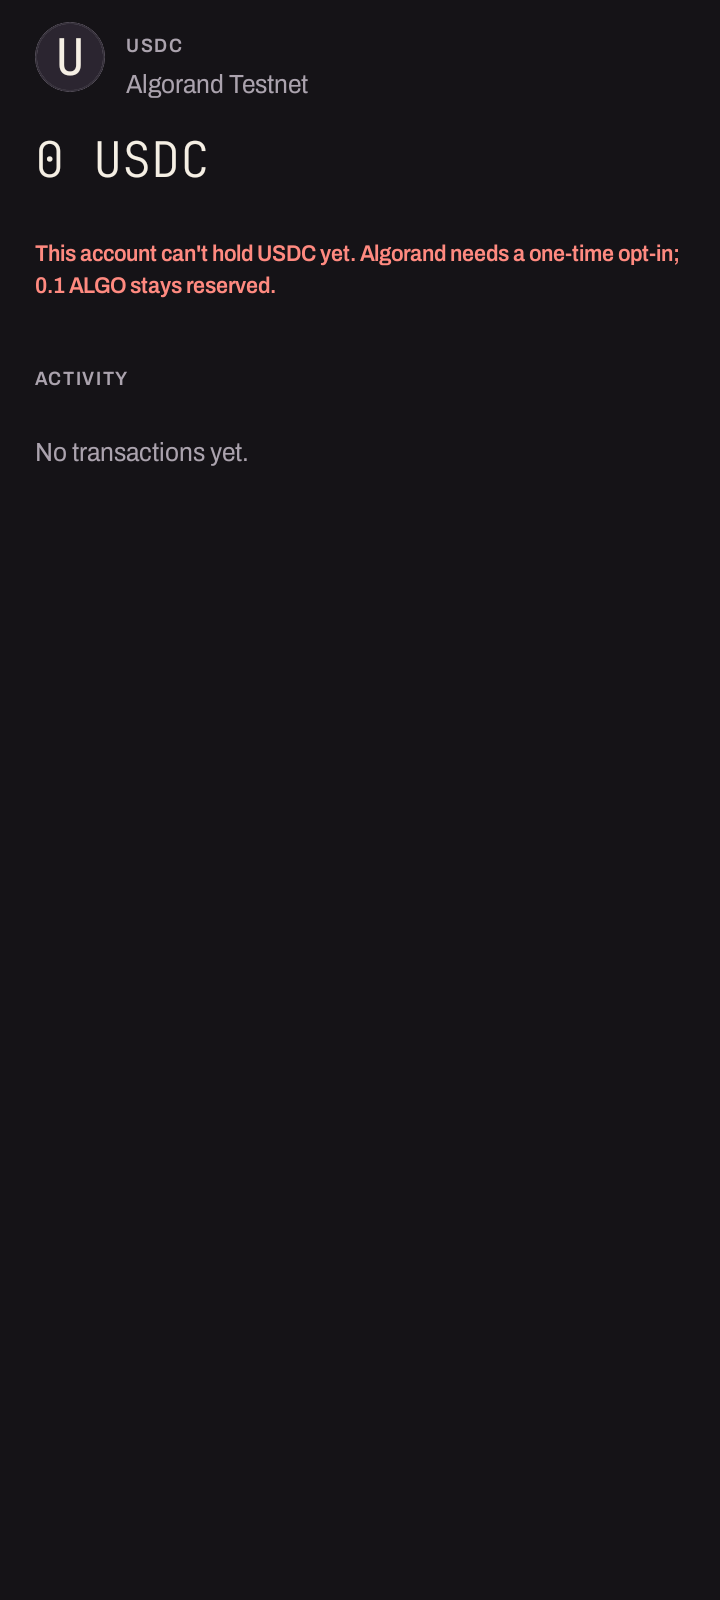 U
USDC
Algorand Testnet
0 USDC
This account can't hold USDC yet. Algorand needs a one-time opt-in;
0.1 ALGO stays reserved.
ACTIVITY
No transactions yet.